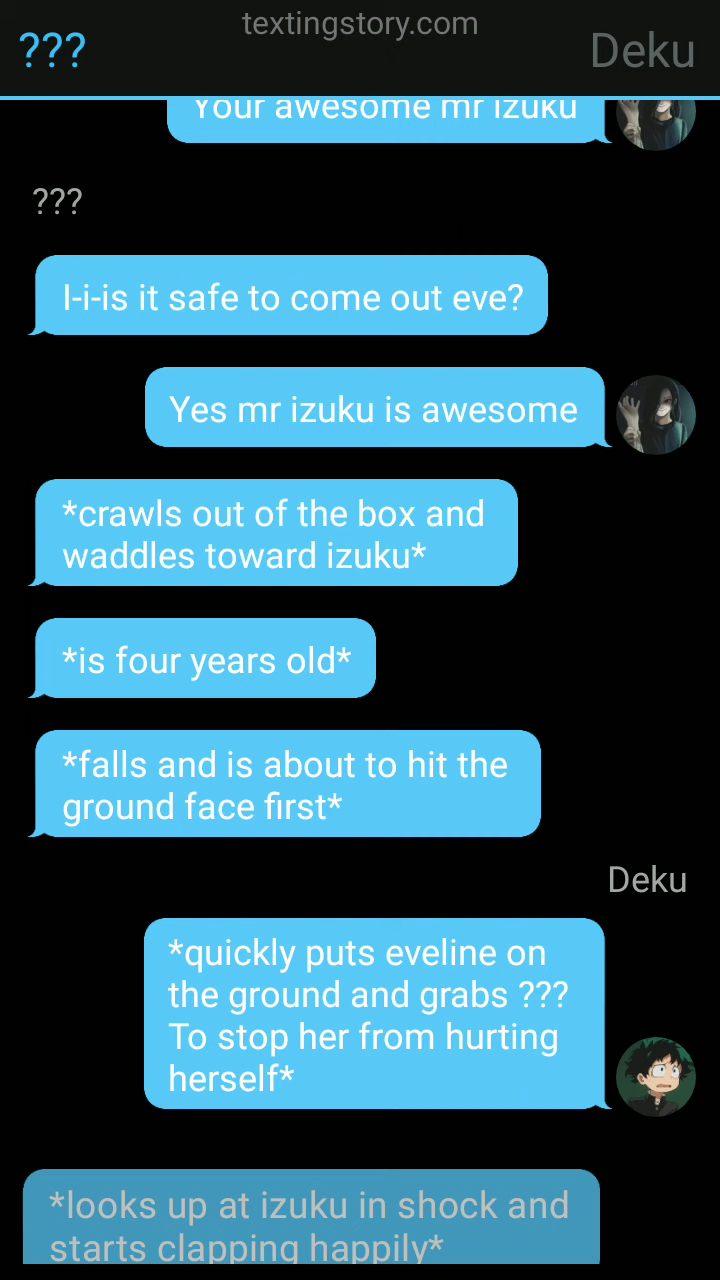 textingstory.com
???
Deku
Your awesome mr izuku
???
I-i-is it safe to come out eve?
Yes mr izuku is awesome
*crawls out of the box and
waddles toward izuku*
*is four years old*
*falls and is about to hit the
ground face first*
Deku
*quickly puts eveline on
the ground and grabs ???
To stop her from hurting
herself*
*looks up at izuku in shock and
starts clapping happily*